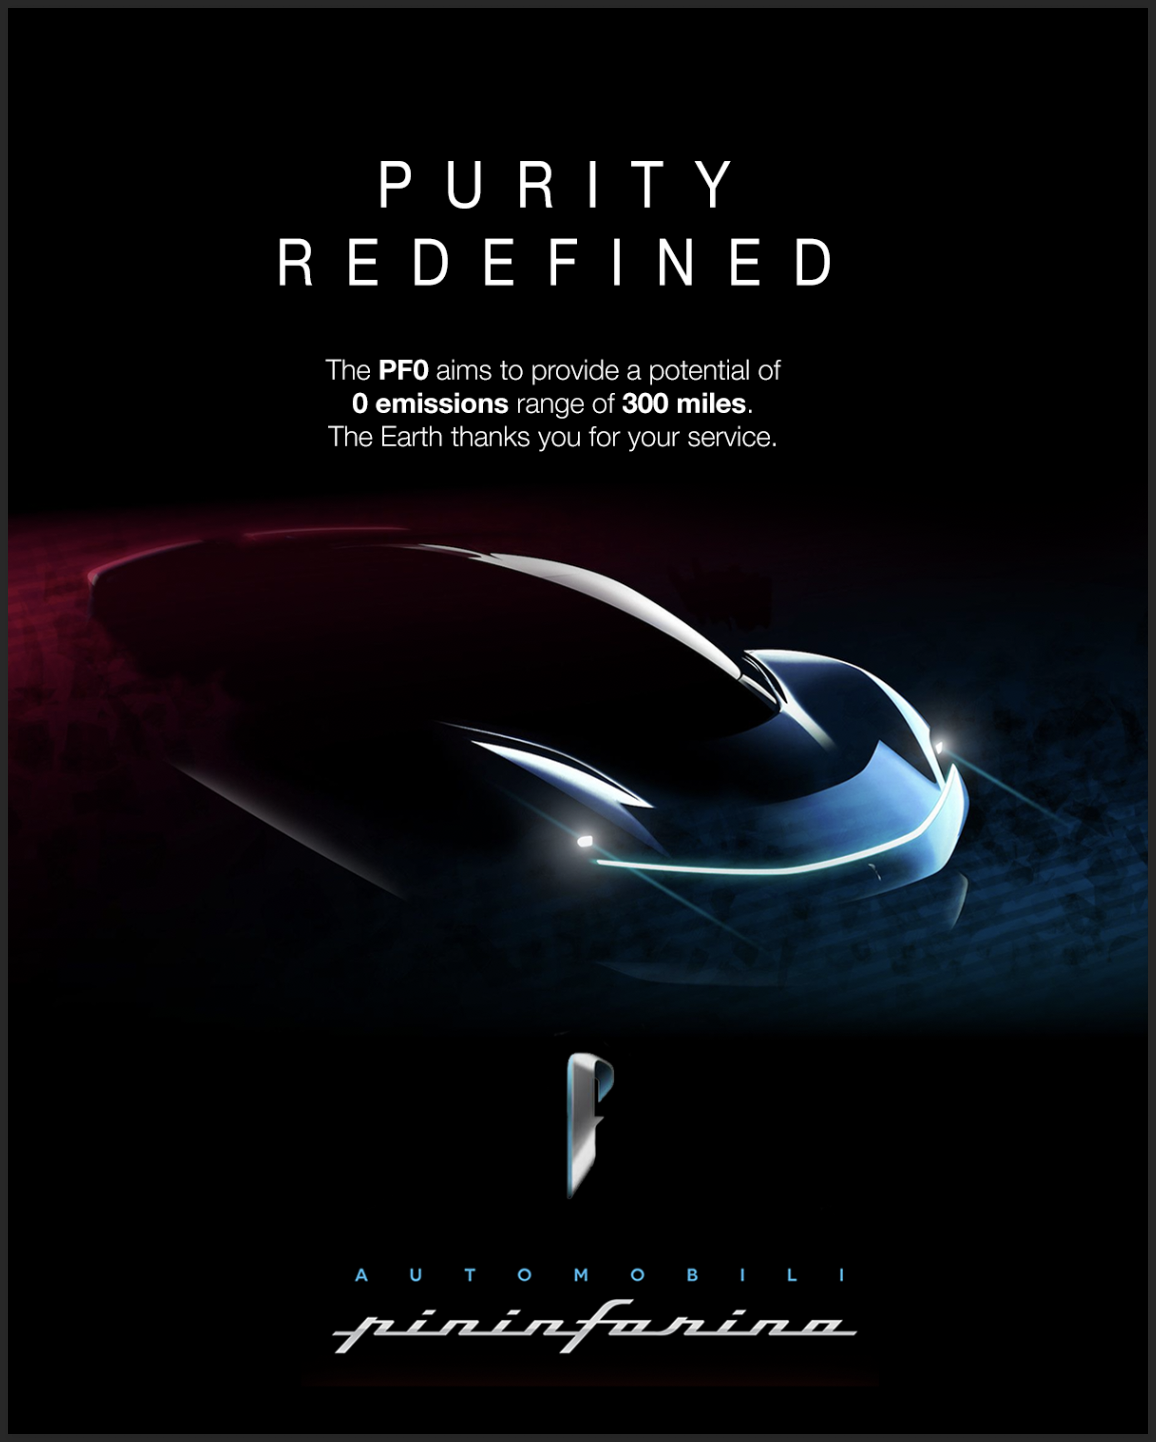 PURITY
REDEFINED
The PF0 aims to provide a potential of
0 emissions range of 300 miles.
The Earth thanks you for your service.
AUTOMOBILI
pininfarina